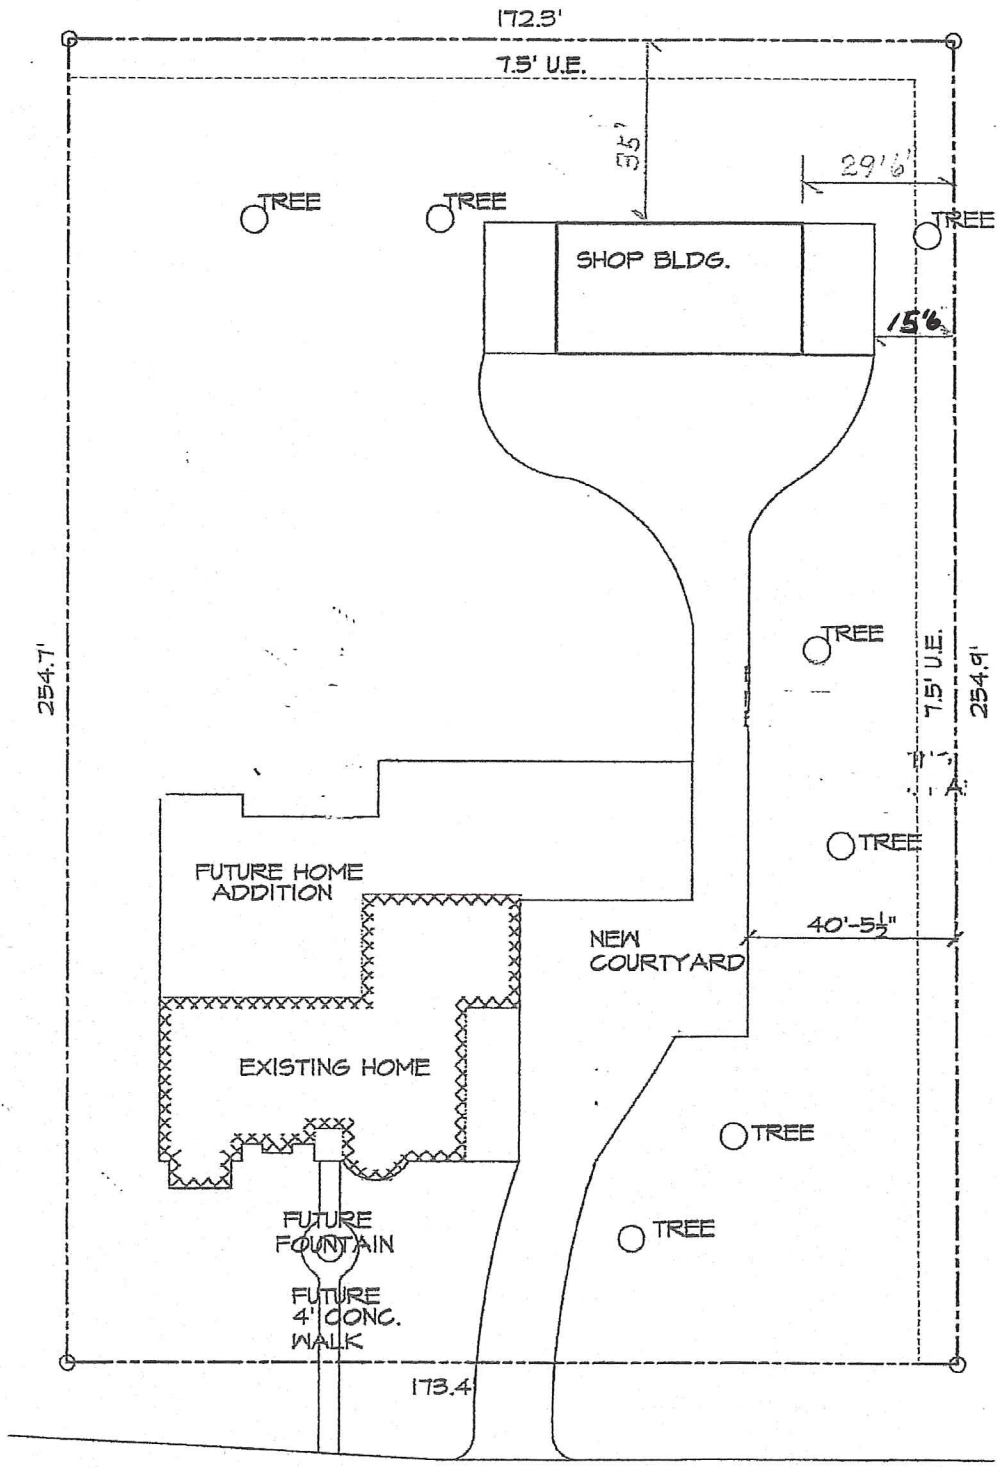 172.3'
7.5' U.E.
35'
29'6"
TREE
TREE
TREE
SHOP BLDG.
15'6
TREE
254.7'
7.5' U.E.
254.9'
TREE
FUTURE HOME
ADDITION
40'-5½"
NEW
COURTYARD
EXISTING HOME
TREE
TREE
FUTURE
FOUNTAIN
FUTURE
4' CONC.
WALK
173.4'